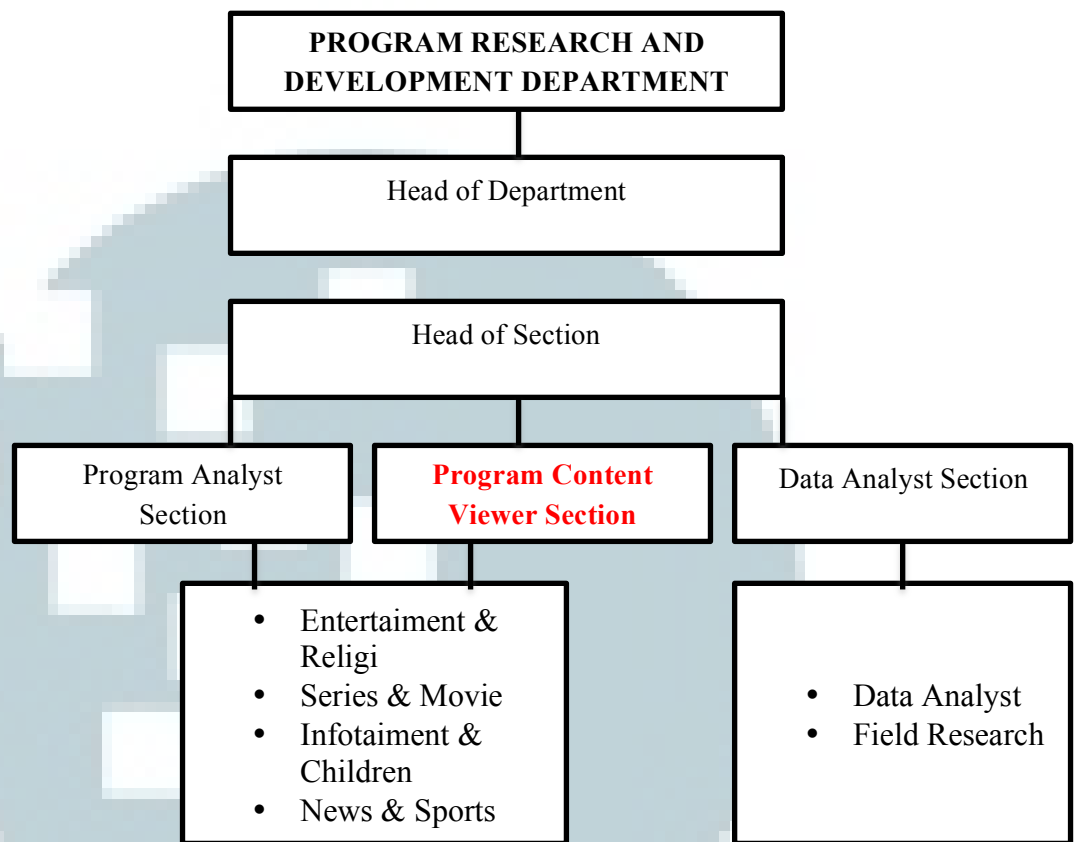 PROGRAM RESEARCH AND
DEVELOPMENT DEPARTMENT
Head of Department
Head of Section
Program Analyst
Section
Program Content
Viewer Section
Data Analyst Section
• Entertaiment &
Religi
• Series & Movie
• Infotaiment &
Children
• News & Sports
• Data Analyst
• Field Research